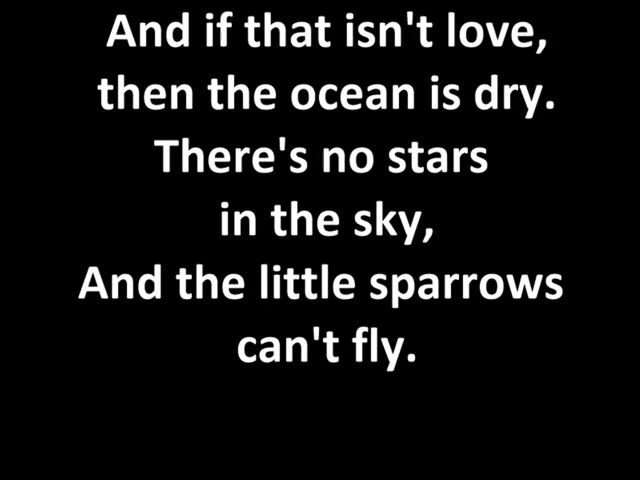 And if that isn't love,
then the ocean is dry.
There's no stars
in the sky,
And the little sparrows
can't fly.